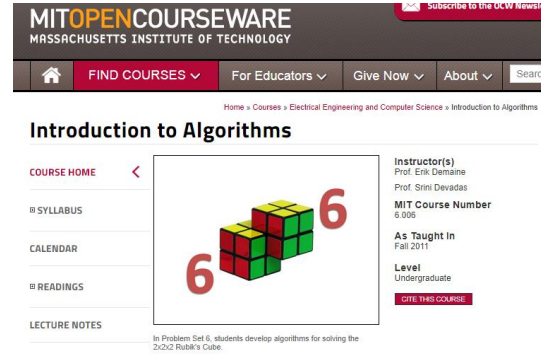 MITOPENCOURSEWARE
MASSACHUSETTS INSTITUTE OF TECHNOLOGY
Subscribe to the OCW
FIND COURSES
For Educators
Give Now
About
Home » Courses » Electrical Engineering and Computer Science » Introduction to Algorithms
Introduction to Algorithms
COURSE HOME
SYLLABUS
CALENDAR
READINGS
LECTURE NOTES
6
6
In Problem Set 6, students develop algorithms for solving the
2x2x2 Rubik's Cube.
Instructor(s)
Prof. Erik Demaine
Prof. Srini Devadas
MIT Course Number
6.006
As Taught In
Fall 2011
Level
Undergraduate
CITE THIS COURSE